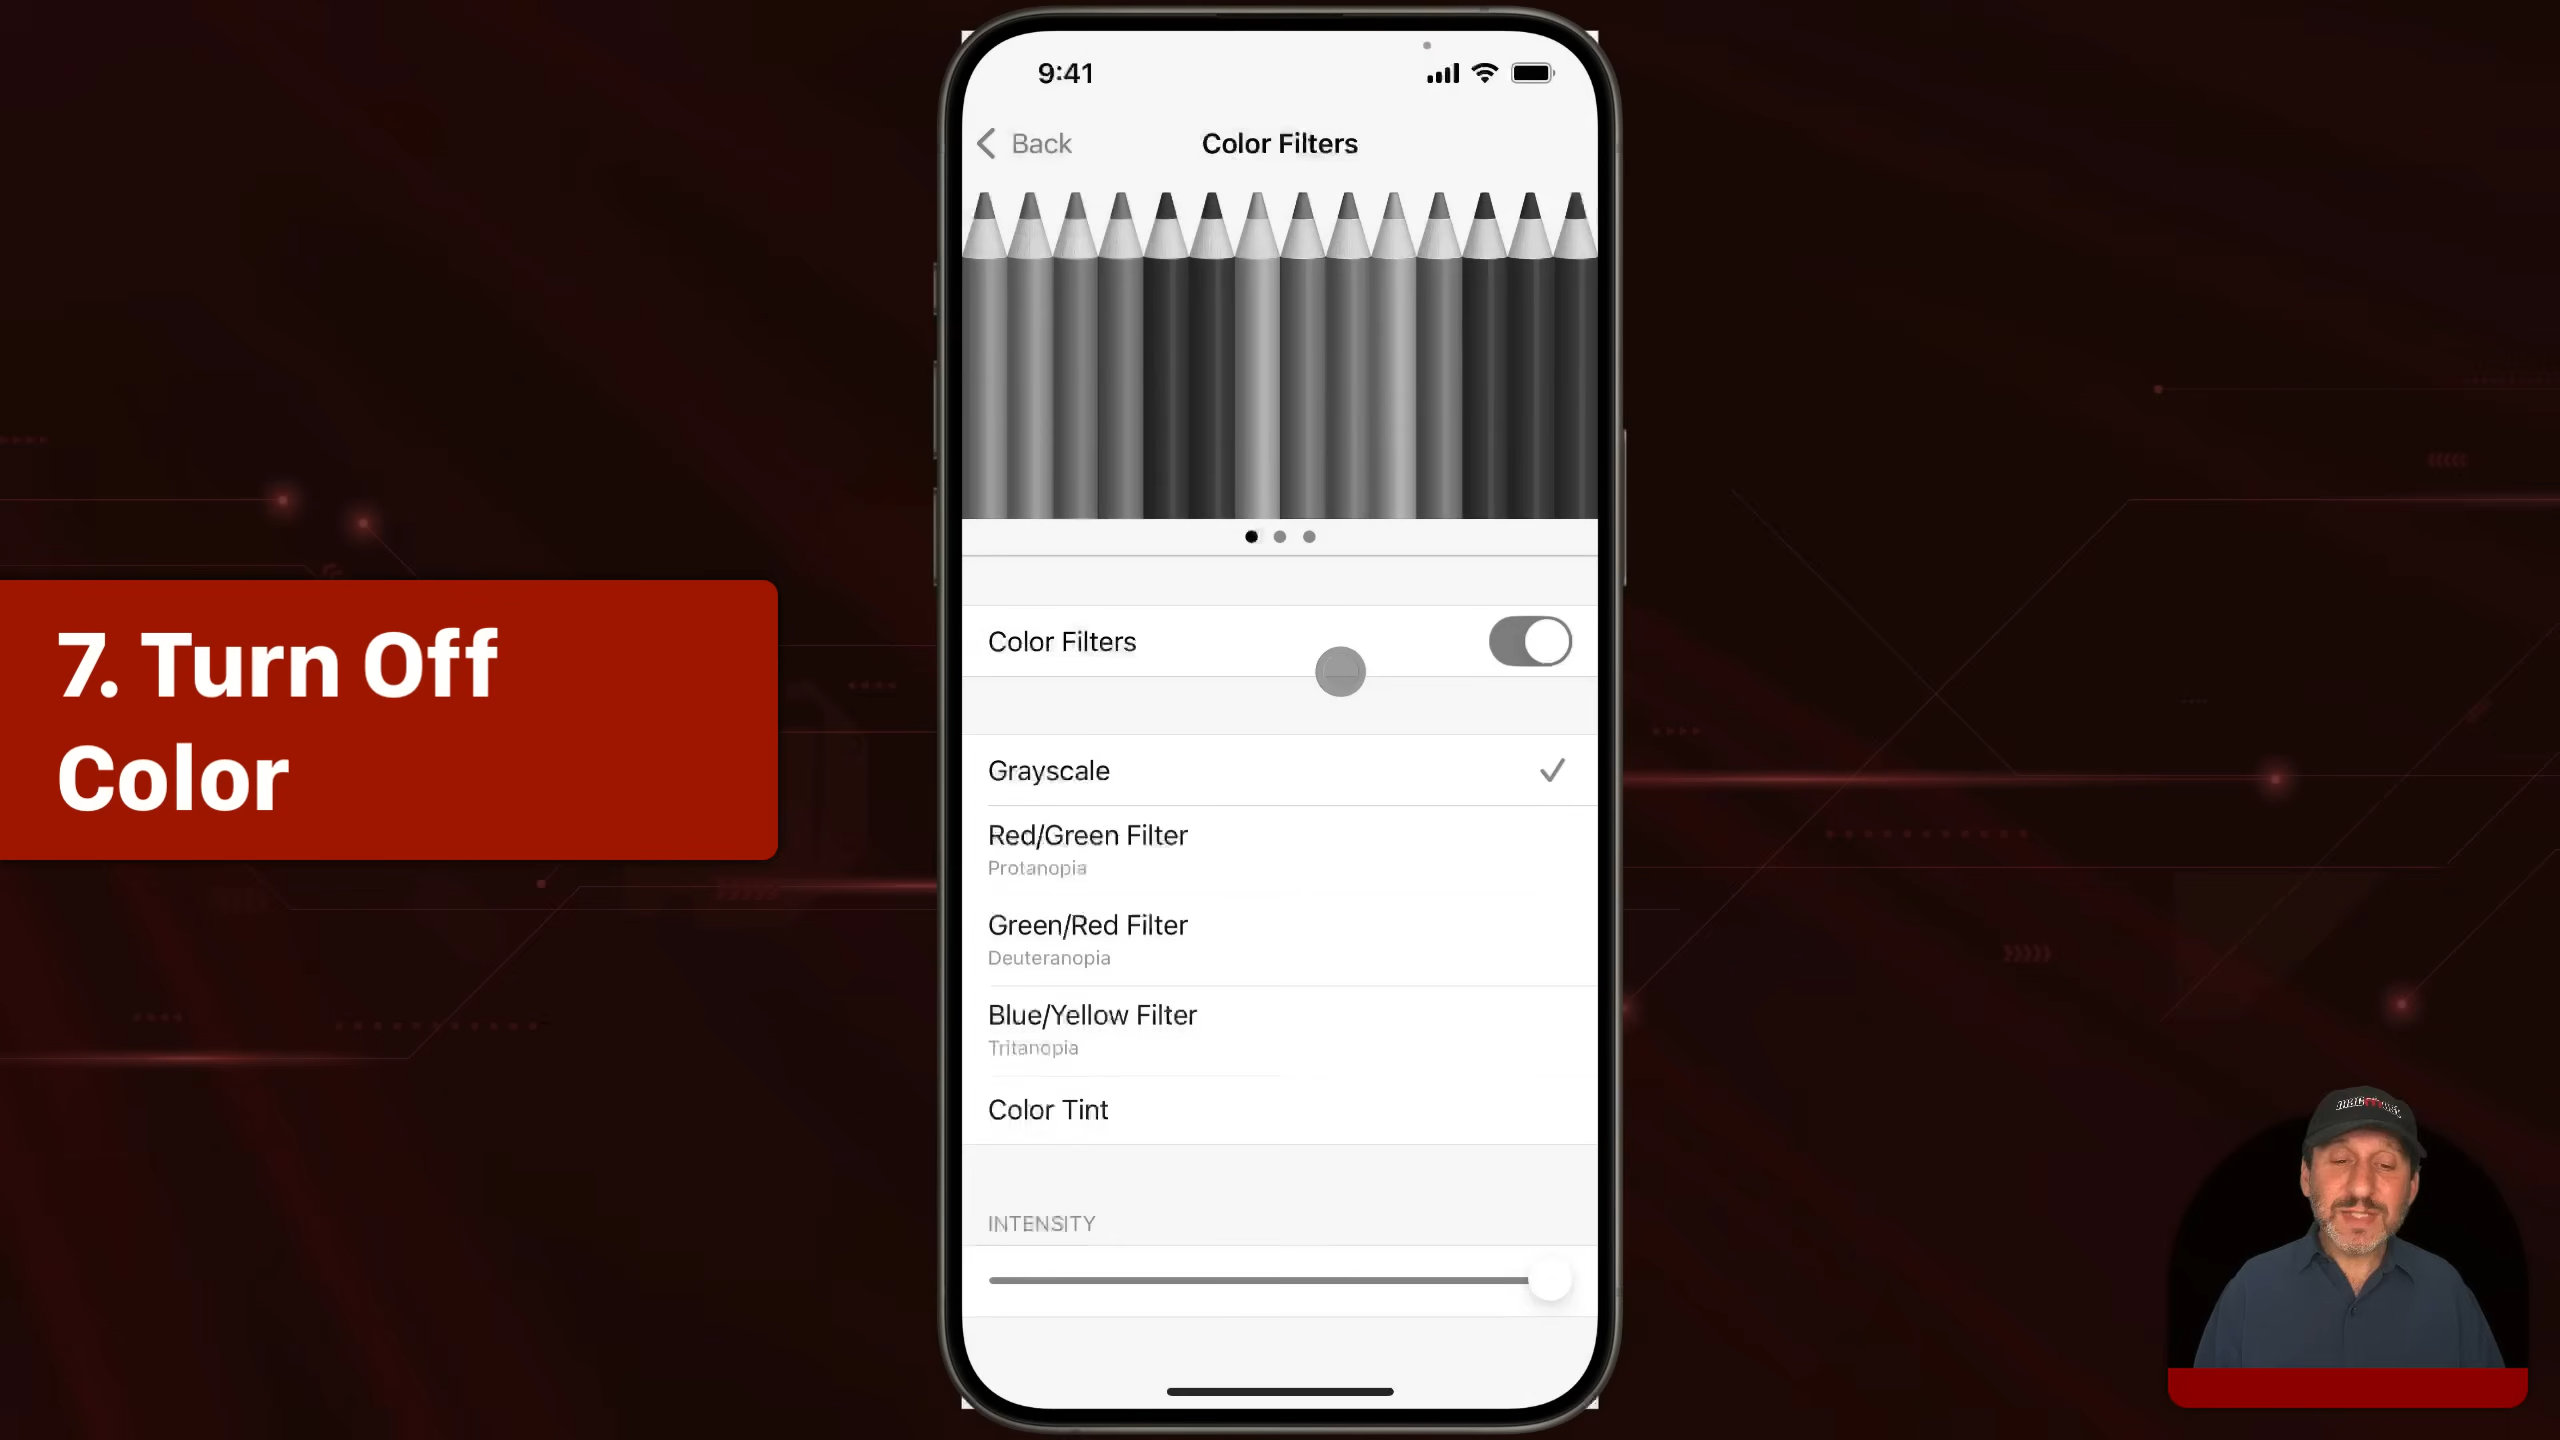 9:41
Back
Color Filters
7. Turn Off
Color
Color Filters
Grayscale
Red/Green Filter
Protanopia
Green/Red Filter
Deuteranopia
Blue/Yellow Filter
Tritanopia
Color Tint
INTENSITY